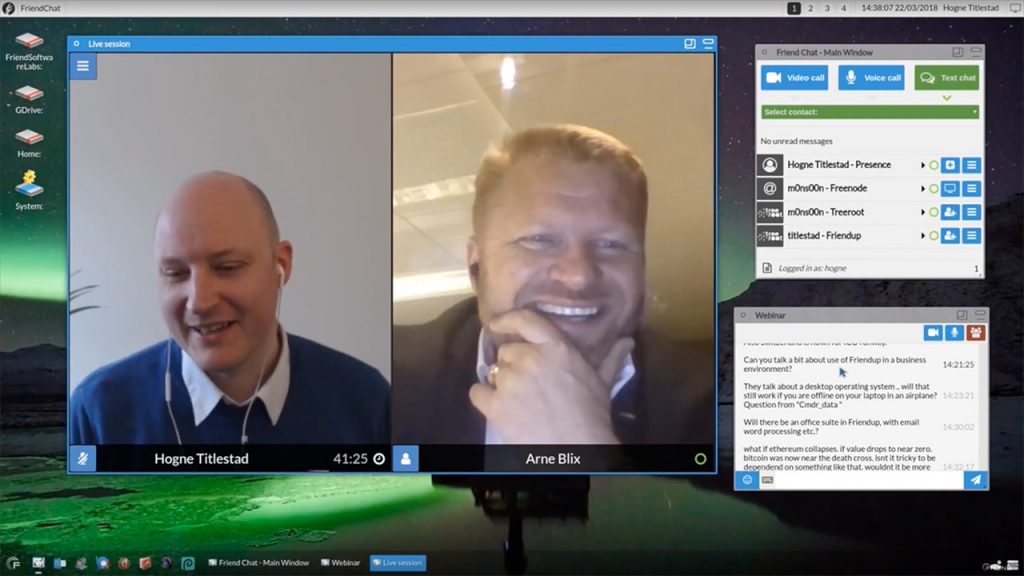 FriendChat
1 2 3 4 14:38:07 22/03/2018 Hogne Titlestad
FriendSoftwa
reLabs:
GDrive:
Home:
System:
Live session
Hogne Titlestad 41:25
Arne Blix
Friend Chat - Main Window
Video call Voice call Text chat
Select contact:
No unread messages
Hogne Titlestad - Presence
@ m0ns00n - Freenode
m0ns00n - Treeroot
titlestad - Friendup
Logged in as: hogne 1
Webinar
Can you talk a bit about use of Friendup in a business
environment? 14:21:25
They talk about a desktop operating system .. will that
still work if you are offline on your laptop in an airplane? 14:23:21
Question from "Cmdr_data "
Will there be an office suite in Friendup, with email
word processing etc.? 14:30:02
what if ethereum collapses. if value drops to near zero.
bitcoin was now near the death cross. isnt it tricky to be
dependend on something like that, wouldnt it be more 14:32:17
Friend Chat - Main Window Webinar Live session